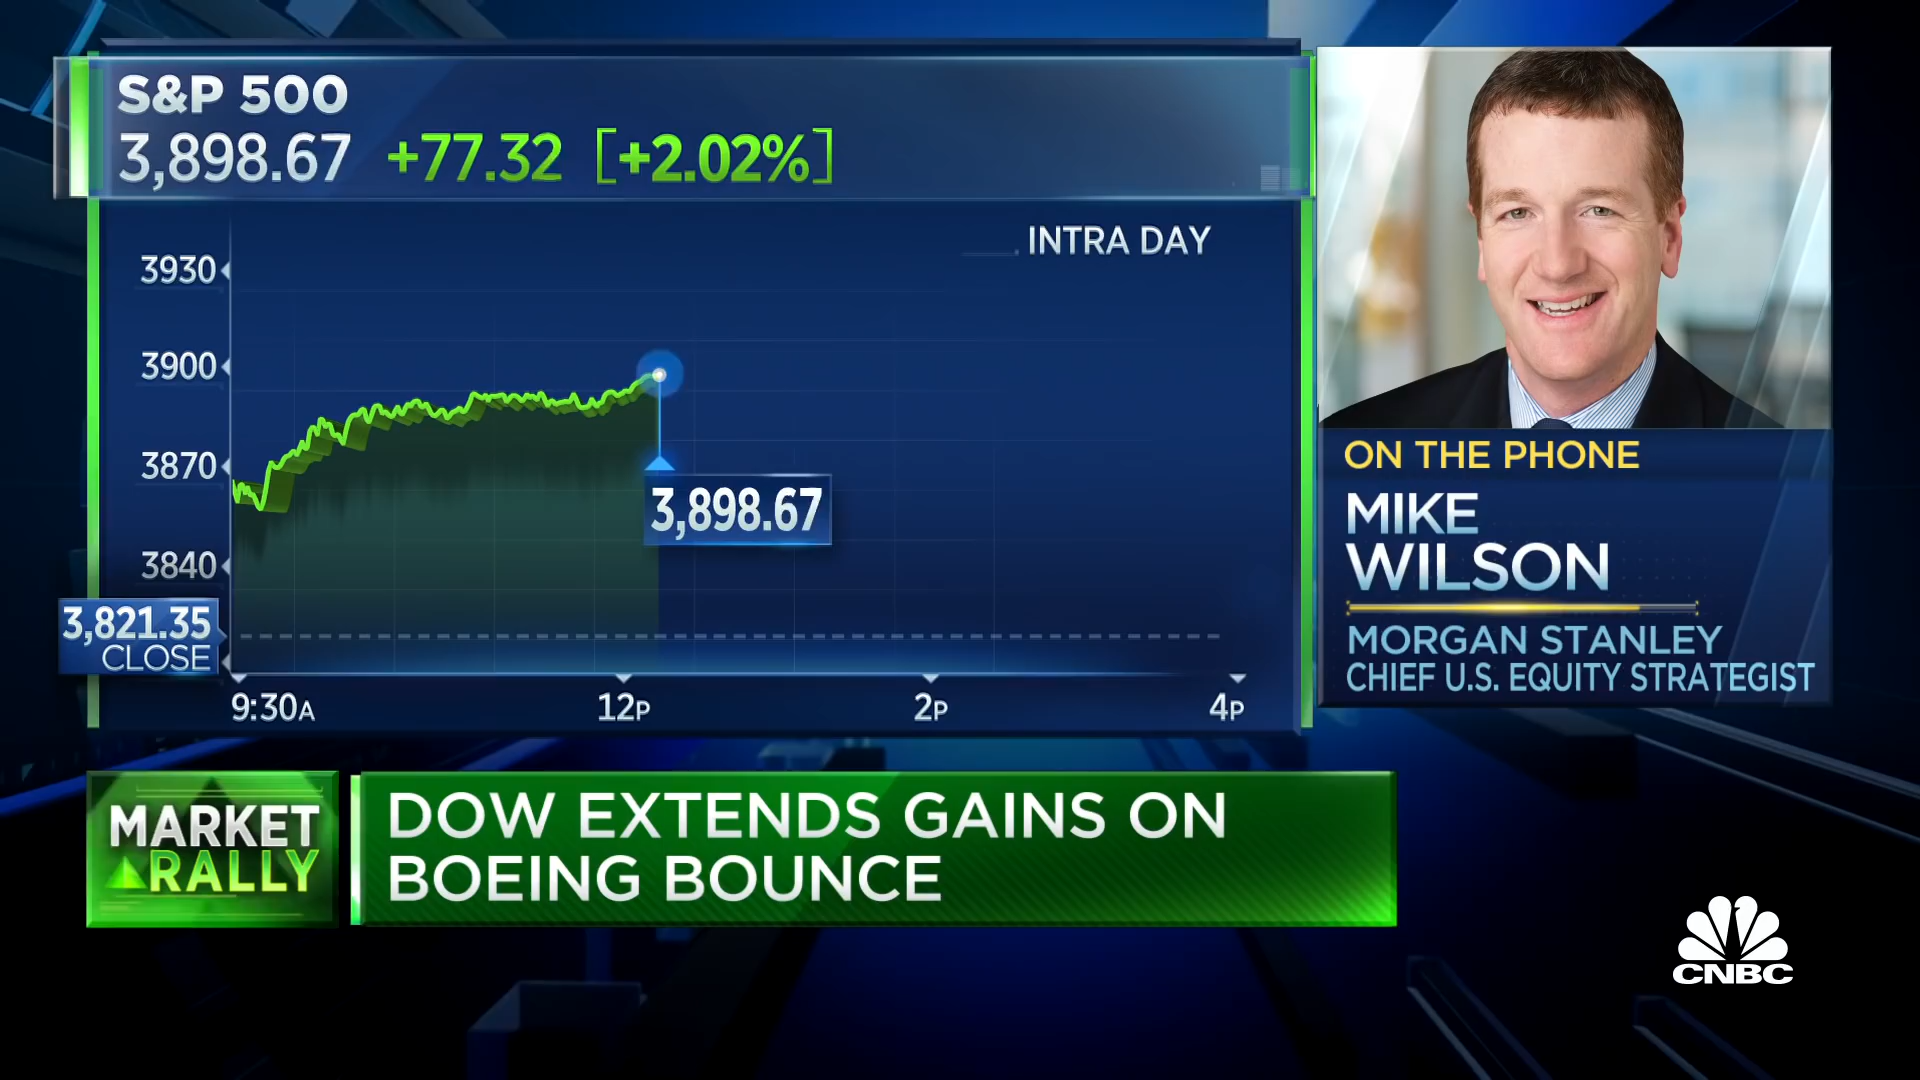 S&P 500
3,898.67 +77.32 [+2.02%]
INTRA DAY
3930
3900
3870
3840
3,898.67
3,821.35
CLOSE
9:30A 12P 2P 4P
ON THE PHONE
MIKE
WILSON
MORGAN STANLEY
CHIEF U.S. EQUITY STRATEGIST
MARKET
RALLY
DOW EXTENDS GAINS ON
BOEING BOUNCE
CNBC